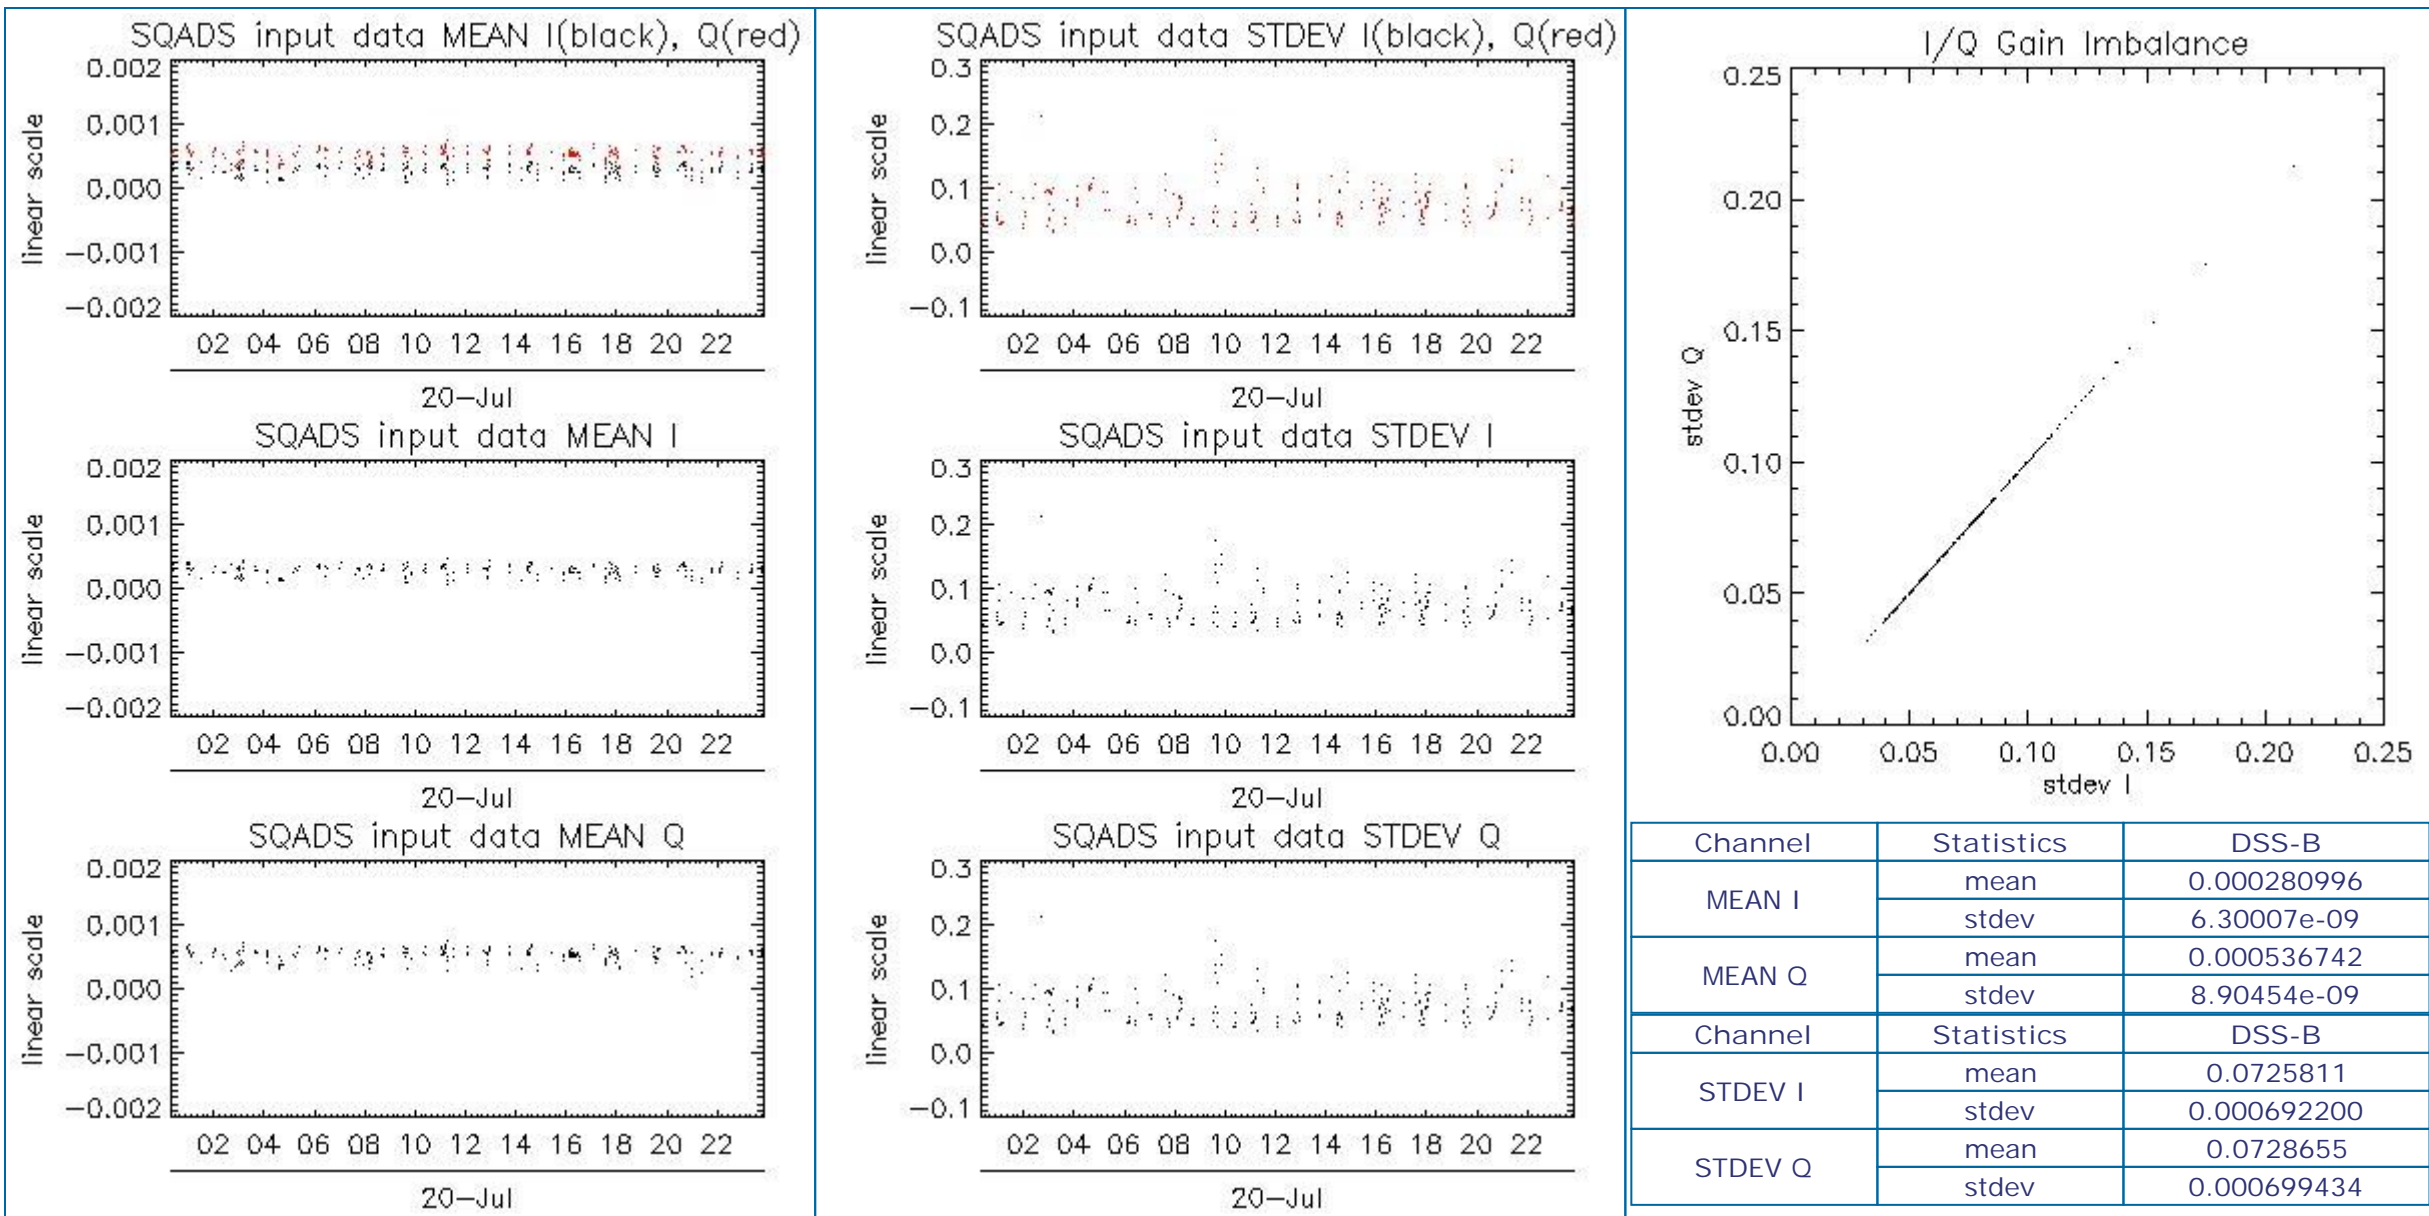 SQADS input data MEAN I(black), Q(red)
0.002
0.001
0.000
−0.001
−0.002
linear scale
02 04 06 08 10 12 14 16 18 20 22
20−Jul
SQADS input data MEAN I
0.002
0.001
0.000
−0.001
−0.002
linear scale
02 04 06 08 10 12 14 16 18 20 22
20−Jul
SQADS input data MEAN Q
0.002
0.001
0.000
−0.001
−0.002
linear scale
02 04 06 08 10 12 14 16 18 20 22
20−Jul
SQADS input data STDEV I(black), Q(red)
0.3
0.2
0.1
0.0
−0.1
linear scale
02 04 06 08 10 12 14 16 18 20 22
20−Jul
SQADS input data STDEV I
0.3
0.2
0.1
0.0
−0.1
linear scale
02 04 06 08 10 12 14 16 18 20 22
20−Jul
SQADS input data STDEV Q
0.3
0.2
0.1
0.0
−0.1
linear scale
02 04 06 08 10 12 14 16 18 20 22
20−Jul
I/Q Gain Imbalance
0.25
0.20
0.15
0.10
0.05
0.00
stdev Q
0.00 0.05 0.10 0.15 0.20 0.25
stdev I
Channel Statistics DSS-B
MEAN I mean 0.000280996
stdev 6.30007e-09
MEAN Q mean 0.000536742
stdev 8.90454e-09
Channel Statistics DSS-B
STDEV I mean 0.0725811
stdev 0.000692200
STDEV Q mean 0.0728655
stdev 0.000699434